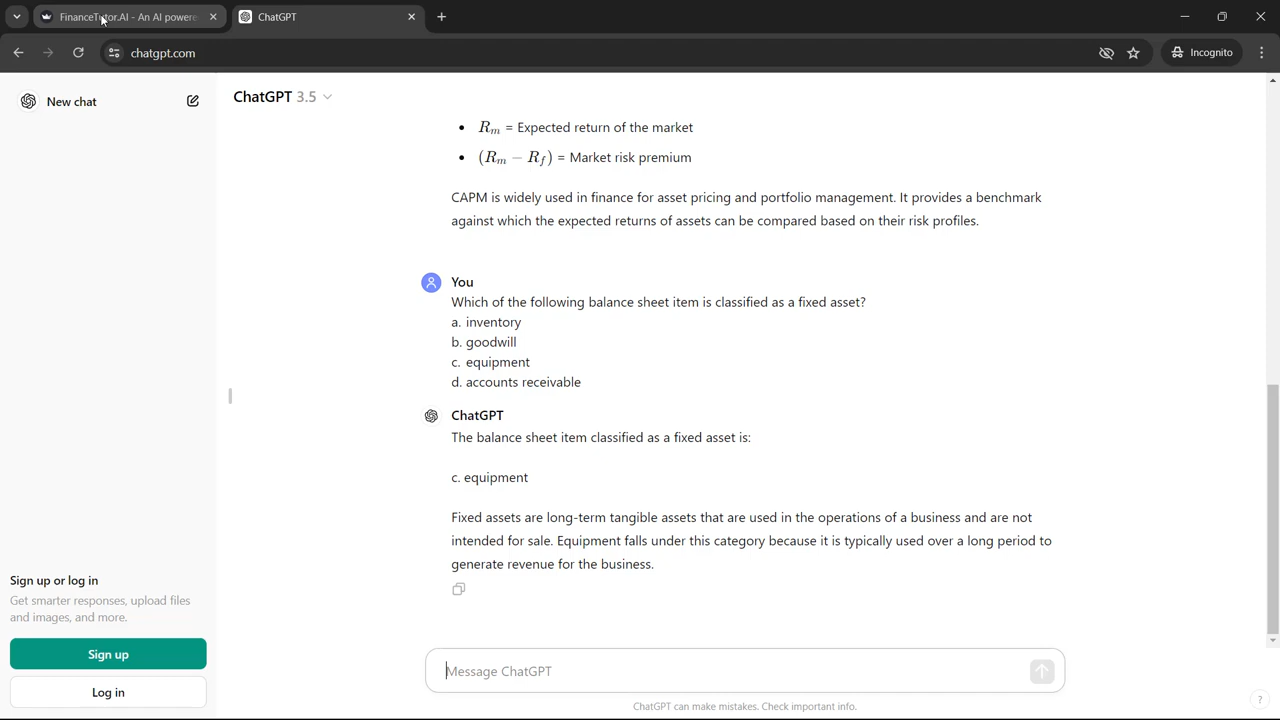 FinanceTutor.AI - An AI powere
ChatGPT
chatgpt.com
Incognito
New chat
ChatGPT 3.5
• Rm = Expected return of the market
• (Rm − Rf) = Market risk premium
CAPM is widely used in finance for asset pricing and portfolio management. It provides a benchmark
against which the expected returns of assets can be compared based on their risk profiles.
You
Which of the following balance sheet item is classified as a fixed asset?
a. inventory
b. goodwill
c. equipment
d. accounts receivable
ChatGPT
The balance sheet item classified as a fixed asset is:
c. equipment
Fixed assets are long-term tangible assets that are used in the operations of a business and are not
intended for sale. Equipment falls under this category because it is typically used over a long period to
generate revenue for the business.
Sign up or log in
Get smarter responses, upload files
and images, and more.
Sign up
Log in
Message ChatGPT
ChatGPT can make mistakes. Check important info.
?